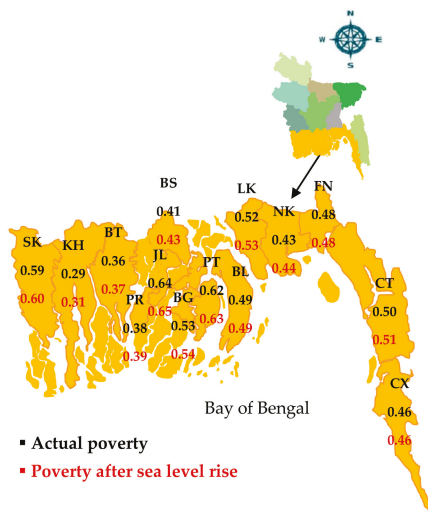 N
W E
S
BS
0.41
0.43
LK
0.52
0.53
NK
0.43
0.44
FN
0.48
0.48
SK
0.59
0.60
KH
0.29
0.31
BT
0.36
0.37
JL
0.64
0.65
PT
0.62
0.63
BL
0.49
0.49
PR
0.38
0.39
BG
0.53
0.54
CT
0.50
0.51
CX
0.46
0.46
Bay of Bengal
▪ Actual poverty
▪ Poverty after sea level rise